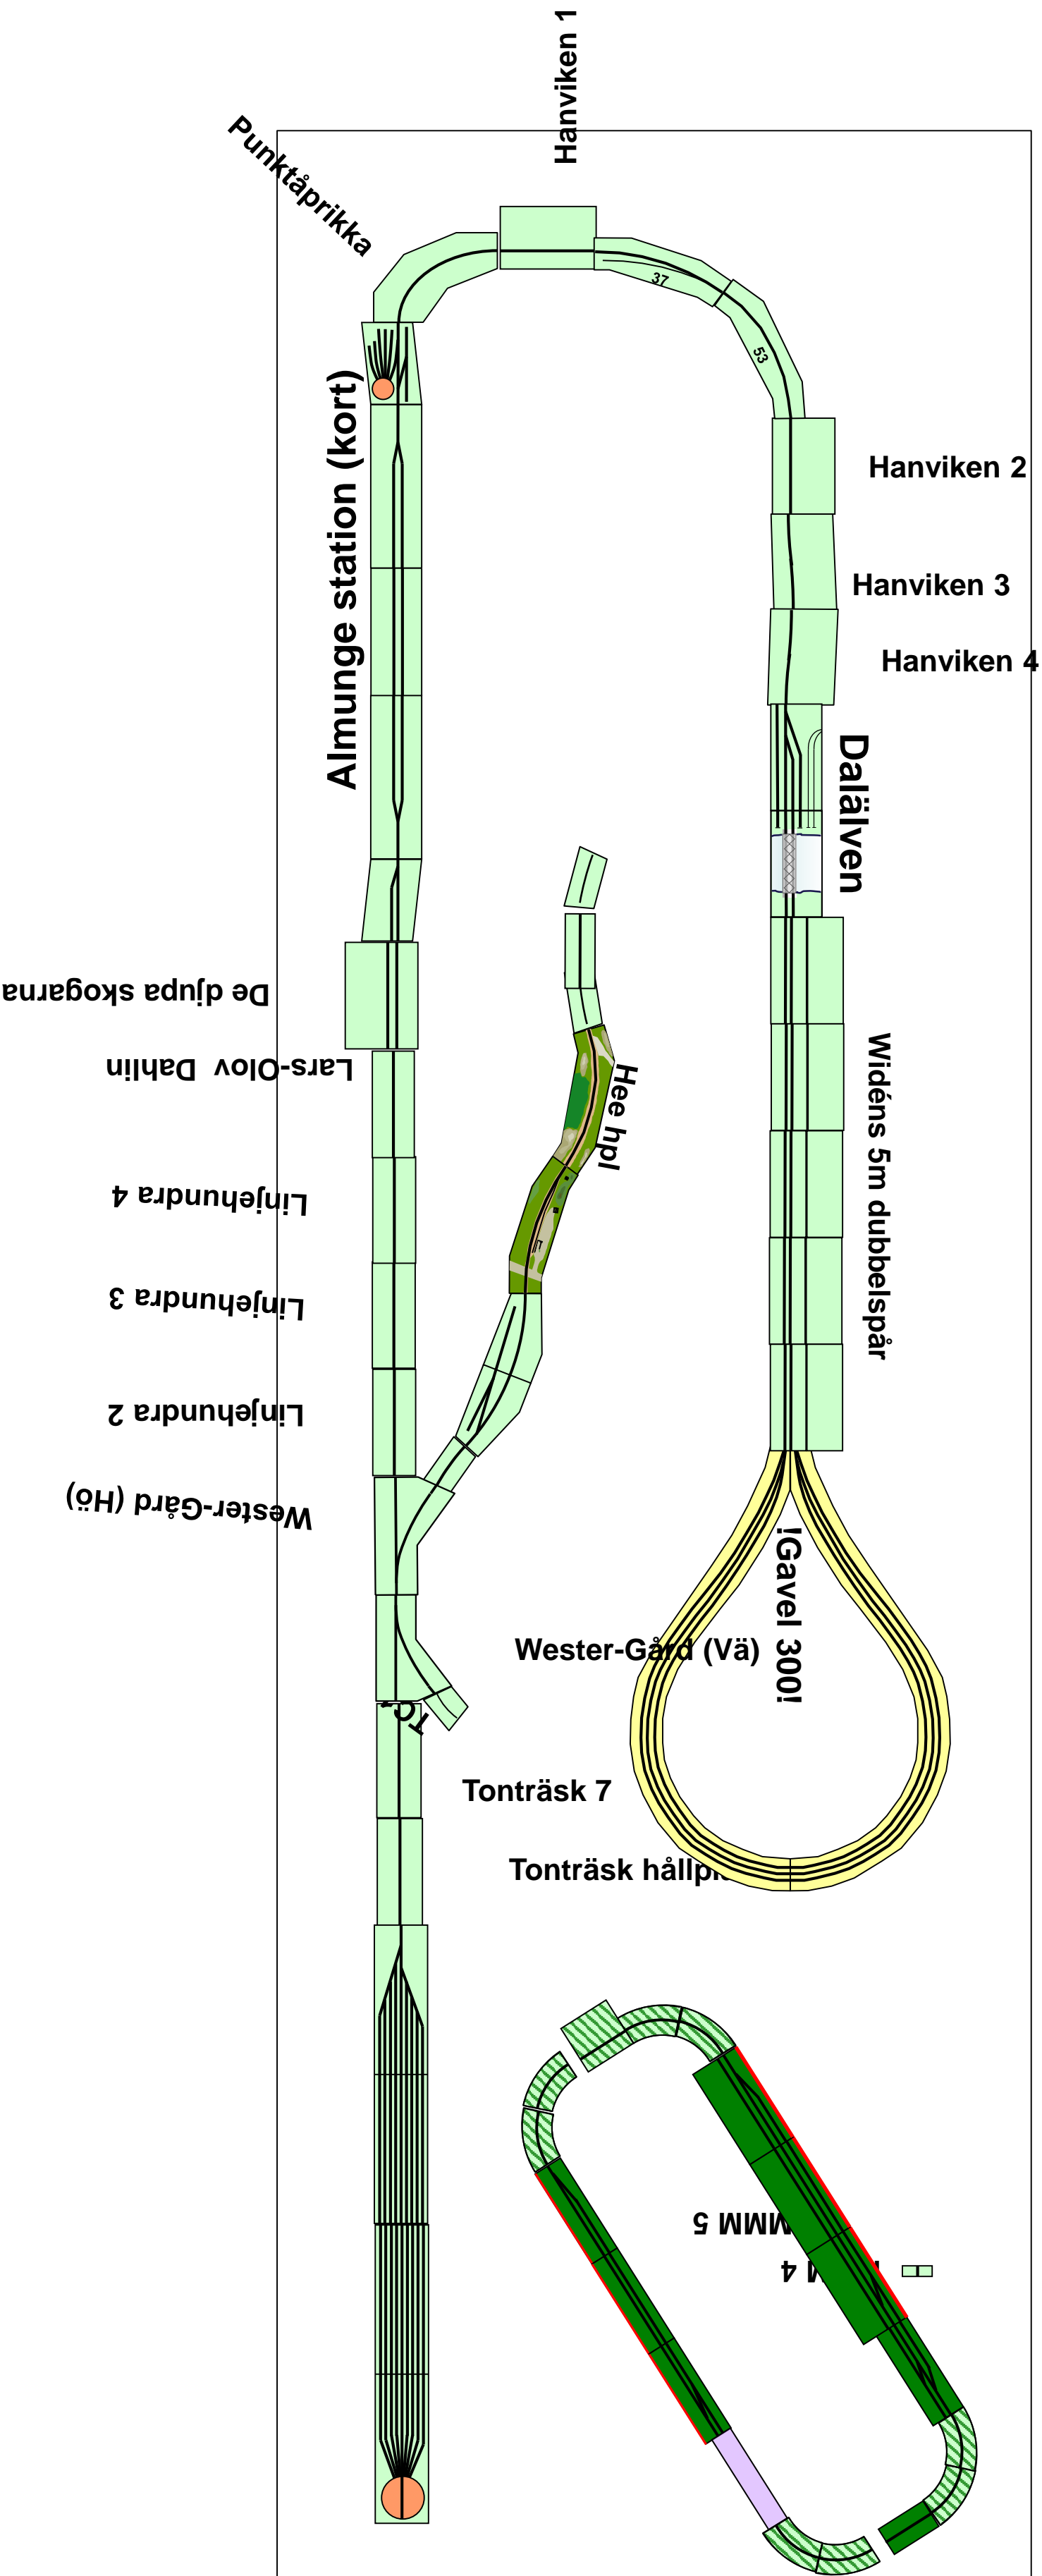 Hanviken 1
Punktåprikka
37
53
Almunge station (kort)
Hanviken 2
Hanviken 3
Hanviken 4
Dalälven
De djupa skogarna
Lars-Olov Dahlin
Hee hpl
Widéns 5m dubbelspår
Linjehundra 4
Linjehundra 3
Linjehundra 2
Wester-Gård (Hö)
!Gavel 300!
Wester-Gård (Vä)
Tonträsk 7
Tonträsk
MMM 5
4